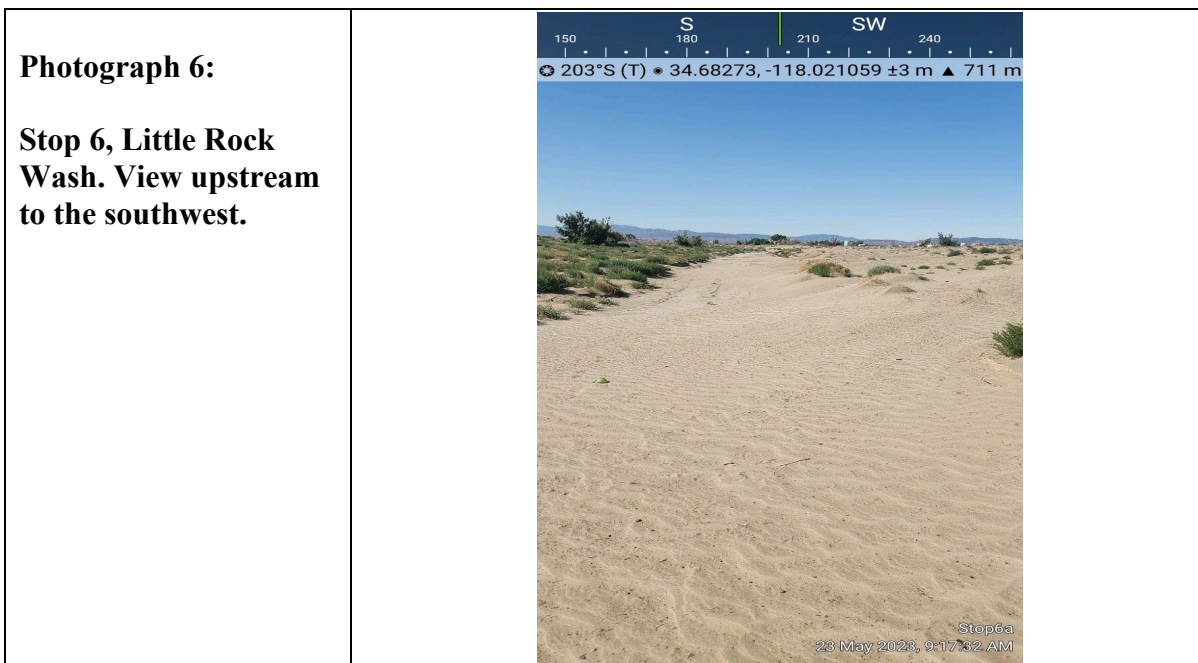 Photograph 6:
Stop 6, Little Rock
Wash. View upstream
to the southwest.
S SW
150 180 210 240
203°S (T) 34.68273, -118.021059 ±3 m ▲ 711 m
Stop6a
23 May 2023, 9:17:32 AM